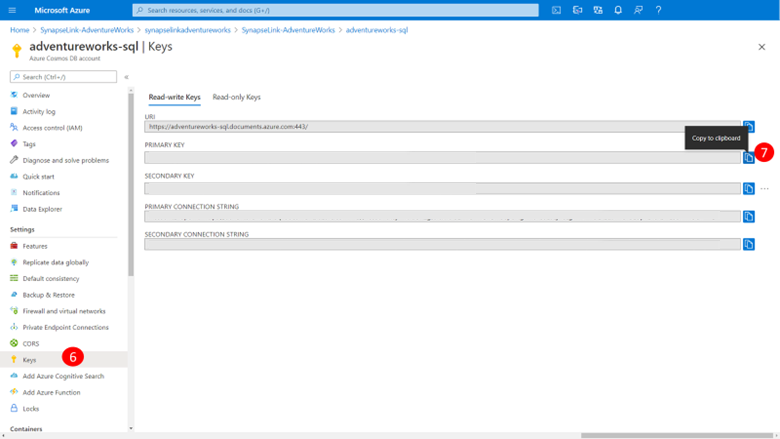 Microsoft Azure
Search resources, services, and docs (G+/)
Home > SynapseLink-AdventureWorks > synapselinkadventureworks > SynapseLink-AdventureWorks > adventureworks-sql
adventureworks-sql | Keys
Azure Cosmos DB account
Search (Ctrl+/)
Overview
Activity log
Access control (IAM)
Tags
Diagnose and solve problems
Quick start
Notifications
Data Explorer
Settings
Features
Replicate data globally
Default consistency
Backup & Restore
Firewall and virtual networks
Private Endpoint Connections
CORS
Keys
6
Add Azure Cognitive Search
Add Azure Function
Locks
Containers
Read-write Keys
Read-only Keys
URI
https://adventureworks-sql.documents.azure.com:443/
Copy to clipboard
PRIMARY KEY
7
SECONDARY KEY
PRIMARY CONNECTION STRING
SECONDARY CONNECTION STRING